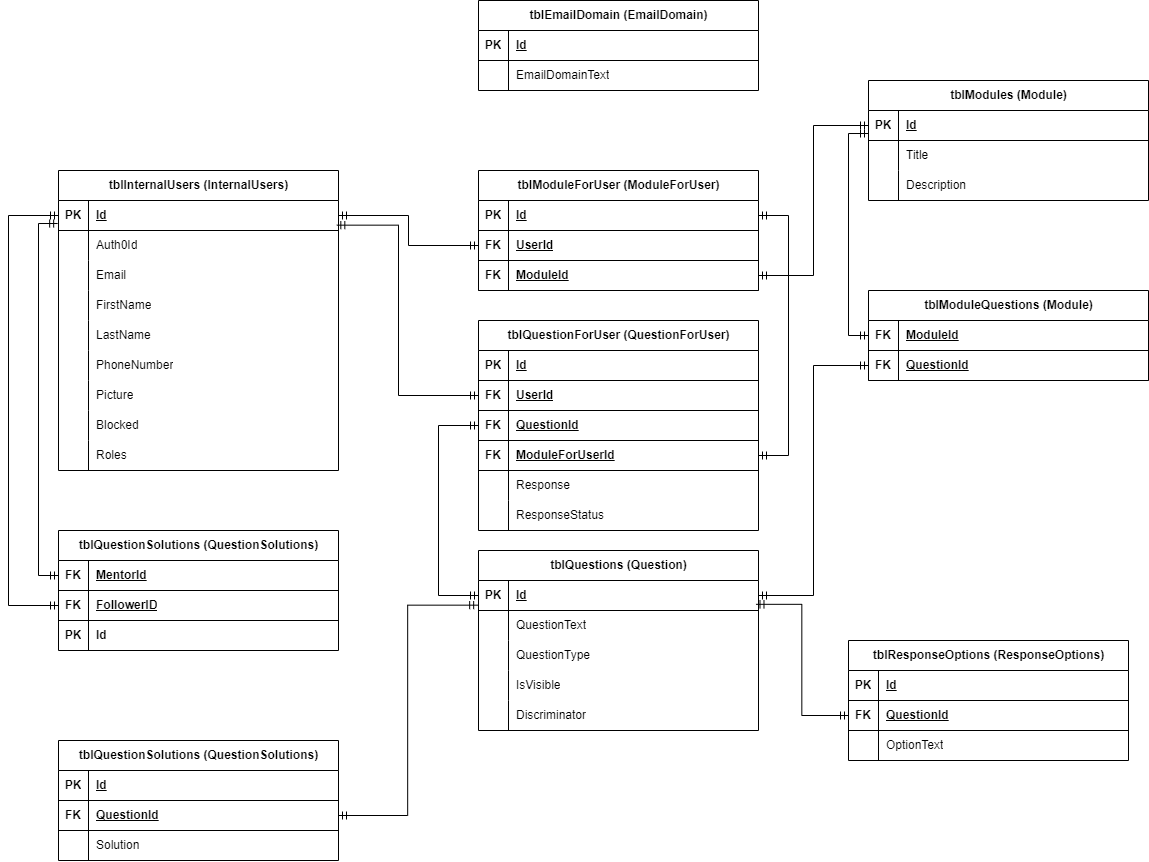 tblEmailDomain (EmailDomain)
PK Id
EmailDomainText
tblModules (Module)
PK Id
Title
Description
tblInternalUsers (InternalUsers)
PK Id
Auth0Id
Email
FirstName
LastName
PhoneNumber
Picture
Blocked
Roles
tblModuleForUser (ModuleForUser)
PK Id
FK UserId
FK ModuleId
tblModuleQuestions (Module)
FK ModuleId
FK QuestionId
tblQuestionForUser (QuestionForUser)
PK Id
FK UserId
FK QuestionId
FK ModuleForUserId
Response
ResponseStatus
tblQuestionSolutions (QuestionSolutions)
FK MentorId
FK FollowerID
PK Id
tblQuestions (Question)
PK Id
QuestionText
QuestionType
IsVisible
Discriminator
tblResponseOptions (ResponseOptions)
PK Id
FK QuestionId
OptionText
tblQuestionSolutions (QuestionSolutions)
PK Id
FK QuestionId
Solution